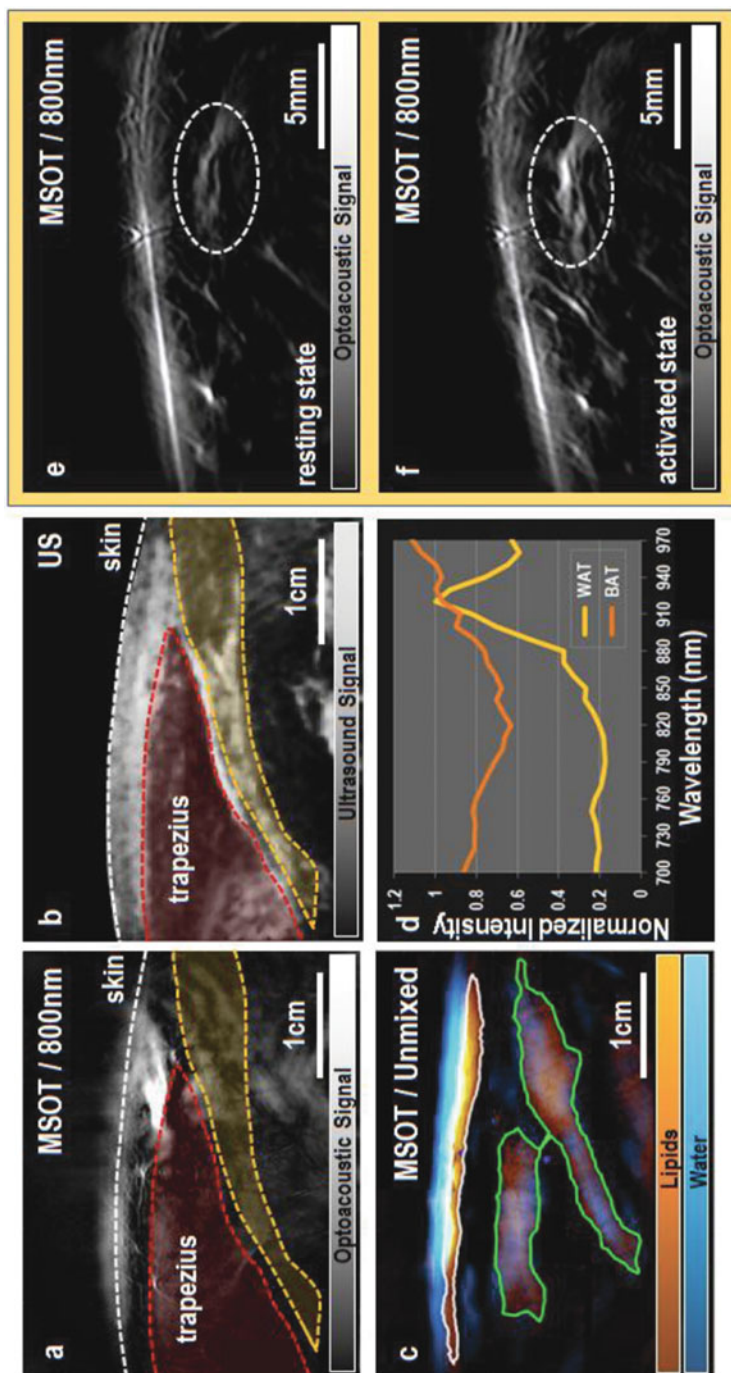 a
MSOT / 800nm
skin
trapezius
1cm
Optoacoustic Signal
b
US
skin
trapezius
1cm
Ultrasound Signal
c
MSOT / Unmixed
1cm
Lipids
Water
d
Normalized Intensity
1.2
1
0.8
0.6
0.4
0.2
0
WAT
BAT
700 730 760 790 820 850 880 910 940 970
Wavelength (nm)
e
MSOT / 800nm
resting state
5mm
Optoacoustic Signal
f
MSOT / 800nm
activated state
5mm
Optoacoustic Signal